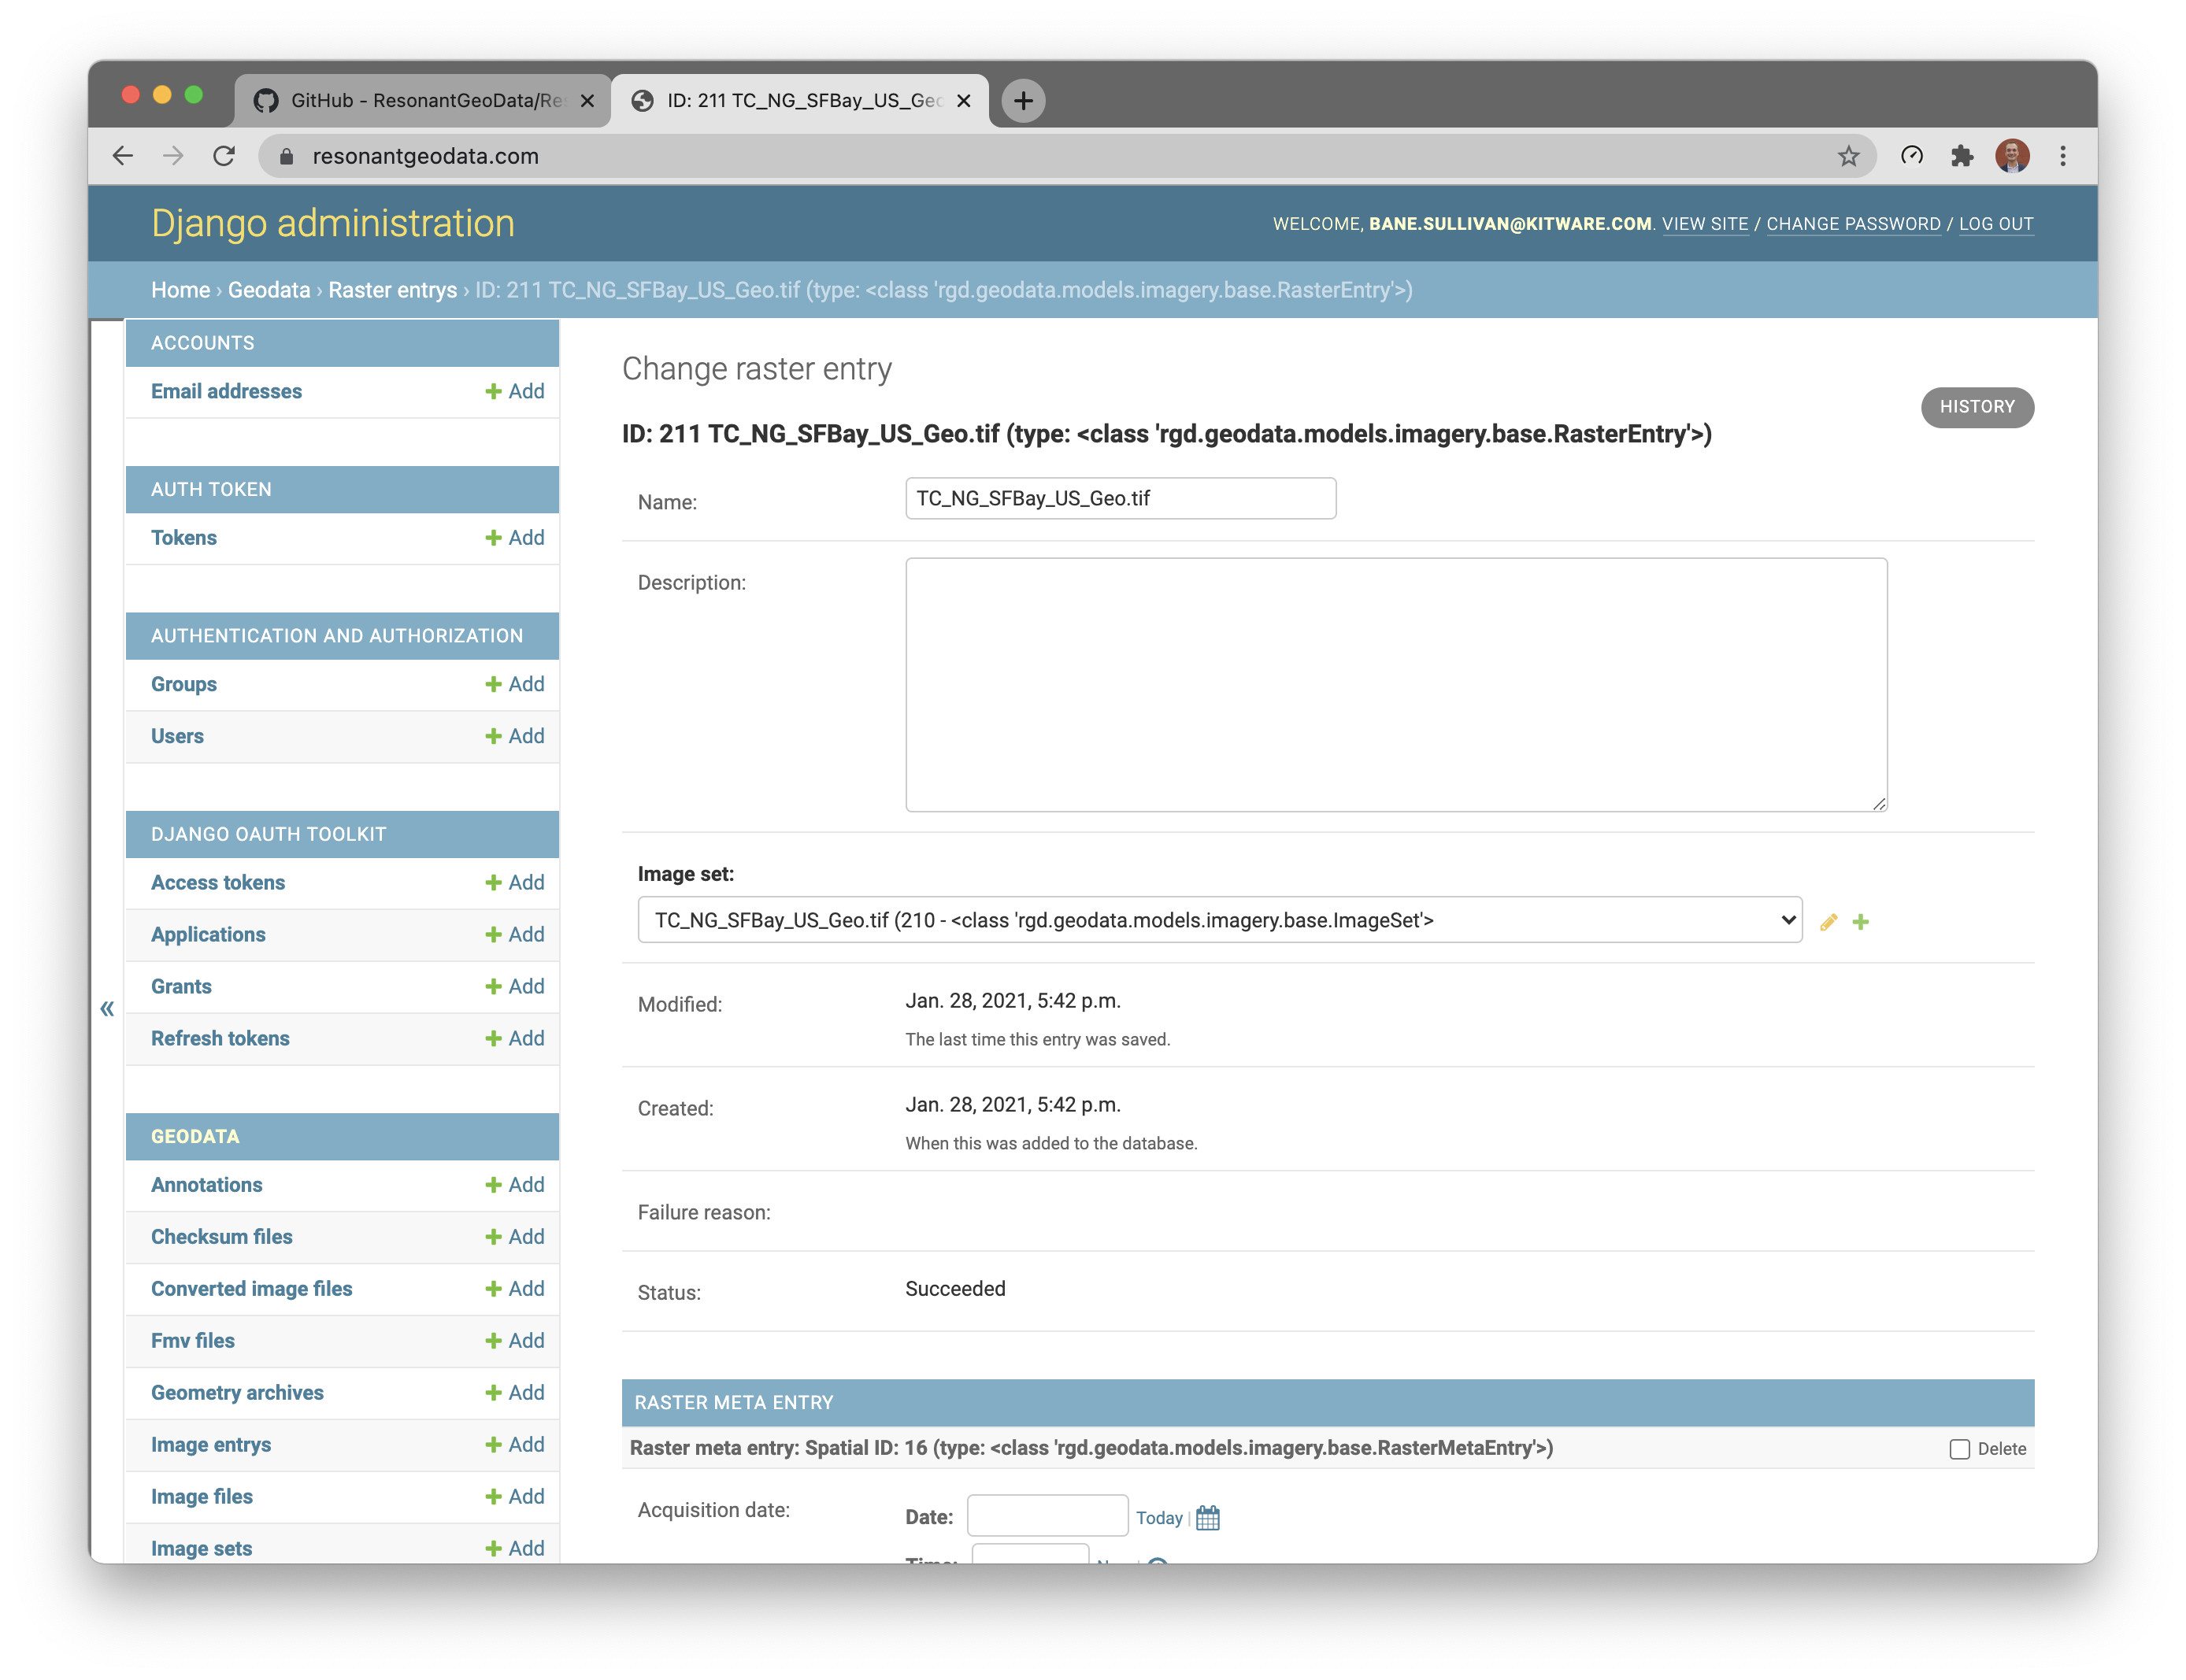 GitHub - ResonantGeoData/Re
ID: 211 TC_NG_SFBay_US_Geo
resonantgeodata.com
Django administration
WELCOME, BANE.SULLIVAN@KITWARE.COM. VIEW SITE / CHANGE PASSWORD / LOG OUT
Home › Geodata › Raster entrys › ID: 211 TC_NG_SFBay_US_Geo.tif (type: <class 'rgd.geodata.models.imagery.base.RasterEntry'>)
ACCOUNTS
Email addresses + Add
AUTH TOKEN
Tokens + Add
AUTHENTICATION AND AUTHORIZATION
Groups + Add
Users + Add
DJANGO OAUTH TOOLKIT
Access tokens + Add
Applications + Add
Grants + Add
Refresh tokens + Add
GEODATA
Annotations + Add
Checksum files + Add
Converted image files + Add
Fmv files + Add
Geometry archives + Add
Image entrys + Add
Image files + Add
Image sets + Add
«
Change raster entry
HISTORY
ID: 211 TC_NG_SFBay_US_Geo.tif (type: <class 'rgd.geodata.models.imagery.base.RasterEntry'>)
Name: TC_NG_SFBay_US_Geo.tif
Description:
Image set:
TC_NG_SFBay_US_Geo.tif (210 - <class 'rgd.geodata.models.imagery.base.ImageSet'>
Modified: Jan. 28, 2021, 5:42 p.m.
The last time this entry was saved.
Created: Jan. 28, 2021, 5:42 p.m.
When this was added to the database.
Failure reason:
Status: Succeeded
RASTER META ENTRY
Raster meta entry: Spatial ID: 16 (type: <class 'rgd.geodata.models.imagery.base.RasterMetaEntry'>) Delete
Acquisition date: Date: Today |